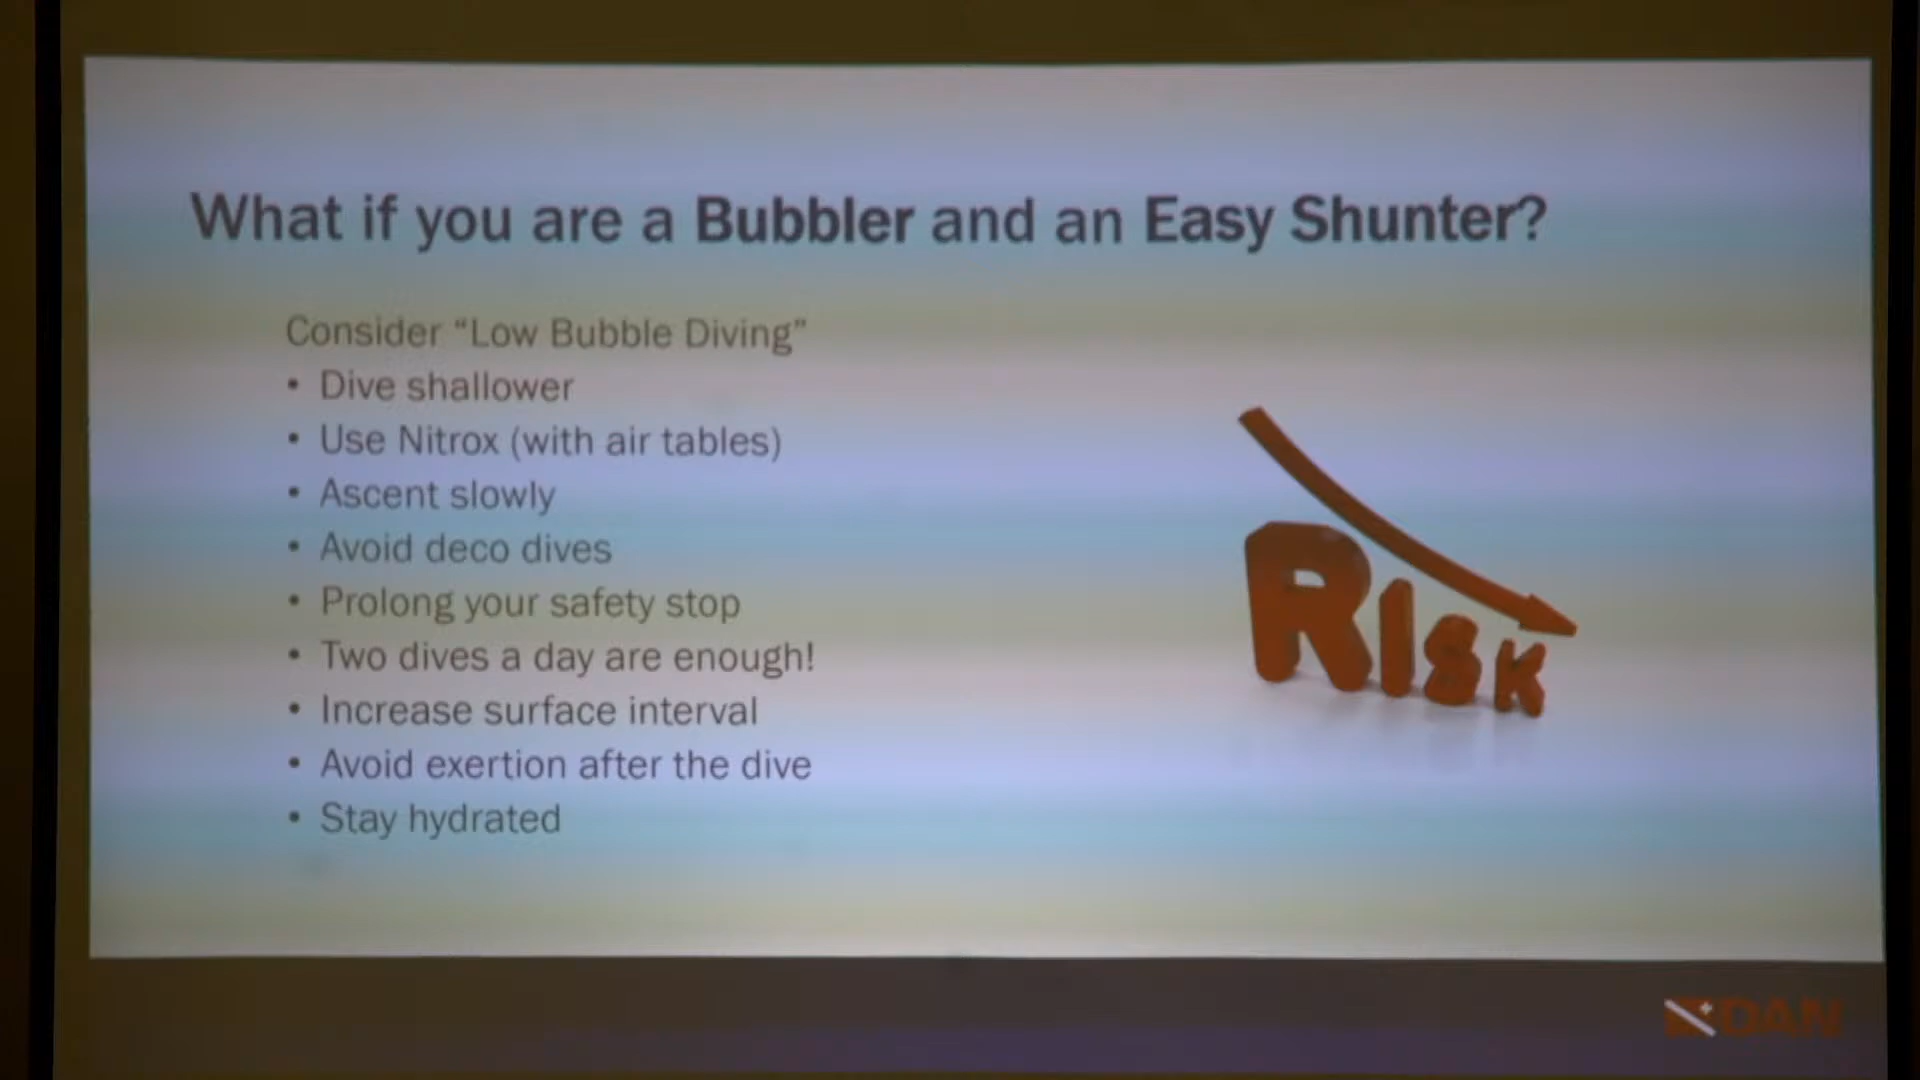 What if you are a Bubbler and an Easy Shunter?
Consider “Low Bubble Diving”
• Dive shallower
• Use Nitrox (with air tables)
• Ascent slowly
• Avoid deco dives
• Prolong your safety stop
• Two dives a day are enough!
• Increase surface interval
• Avoid exertion after the dive
• Stay hydrated
RISK
DAN